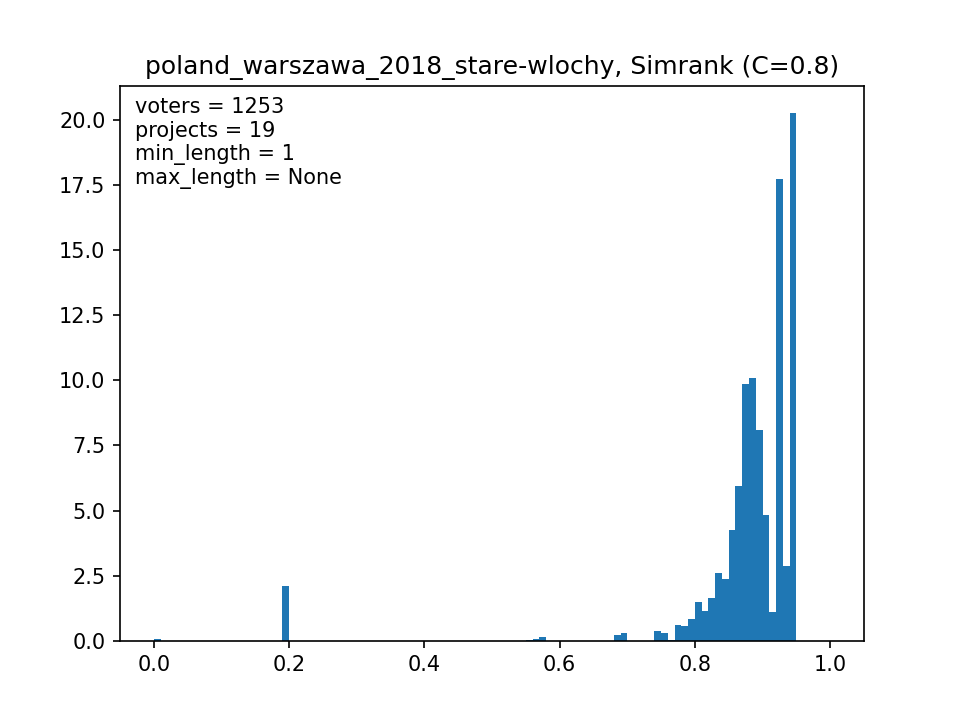 poland_warszawa_2018_stare-wlochy, Simrank (C=0.8)
voters = 1253
projects = 19
min_length = 1
max_length = None
20.0
17.5
15.0
12.5
10.0
7.5
5.0
2.5
0.0
0.0 0.2 0.4 0.6 0.8 1.0